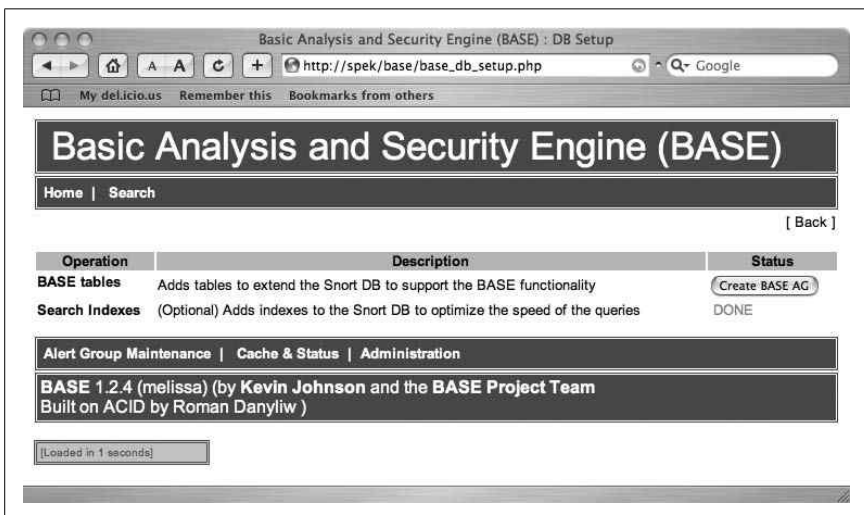 Basic Analysis and Security Engine (BASE) : DB Setup
A A http://spek/base/base_db_setup.php Google
My del.icio.us Remember this Bookmarks from others
Basic Analysis and Security Engine (BASE)
Home | Search
[ Back ]
Operation Description Status
BASE tables Adds tables to extend the Snort DB to support the BASE functionality Create BASE AG
Search Indexes (Optional) Adds indexes to the Snort DB to optimize the speed of the queries DONE
Alert Group Maintenance | Cache & Status | Administration
BASE 1.2.4 (melissa) (by Kevin Johnson and the BASE Project Team
Built on ACID by Roman Danyliw )
[Loaded in 1 seconds]